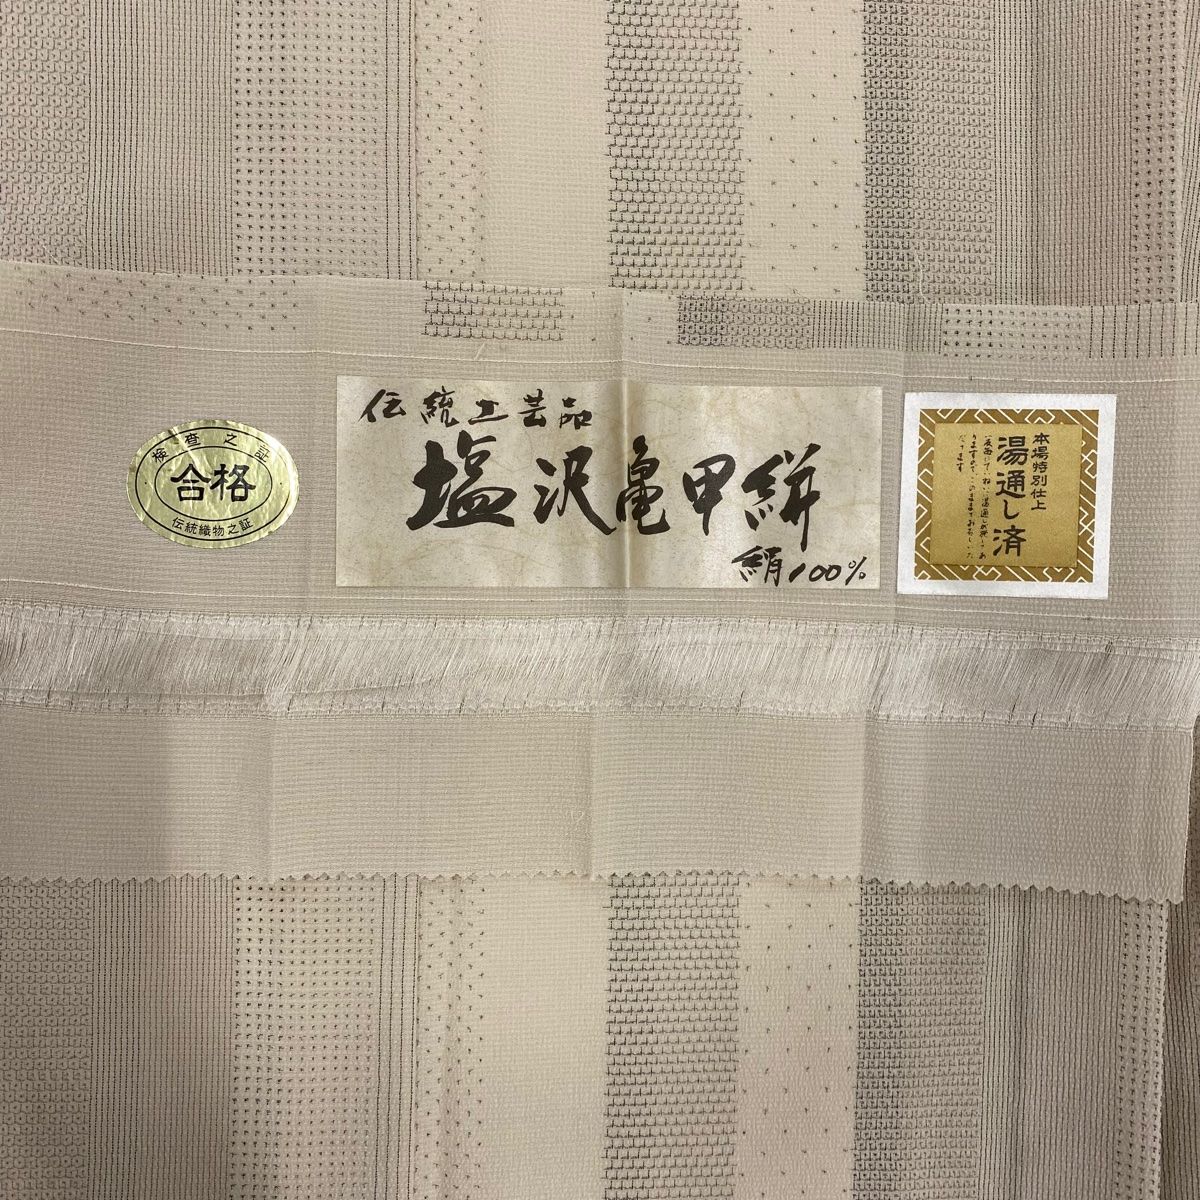 検査之証
合格
伝統織物之証
伝統工芸品
塩沢亀甲絣
絹100%
本場特別仕上
湯通し済